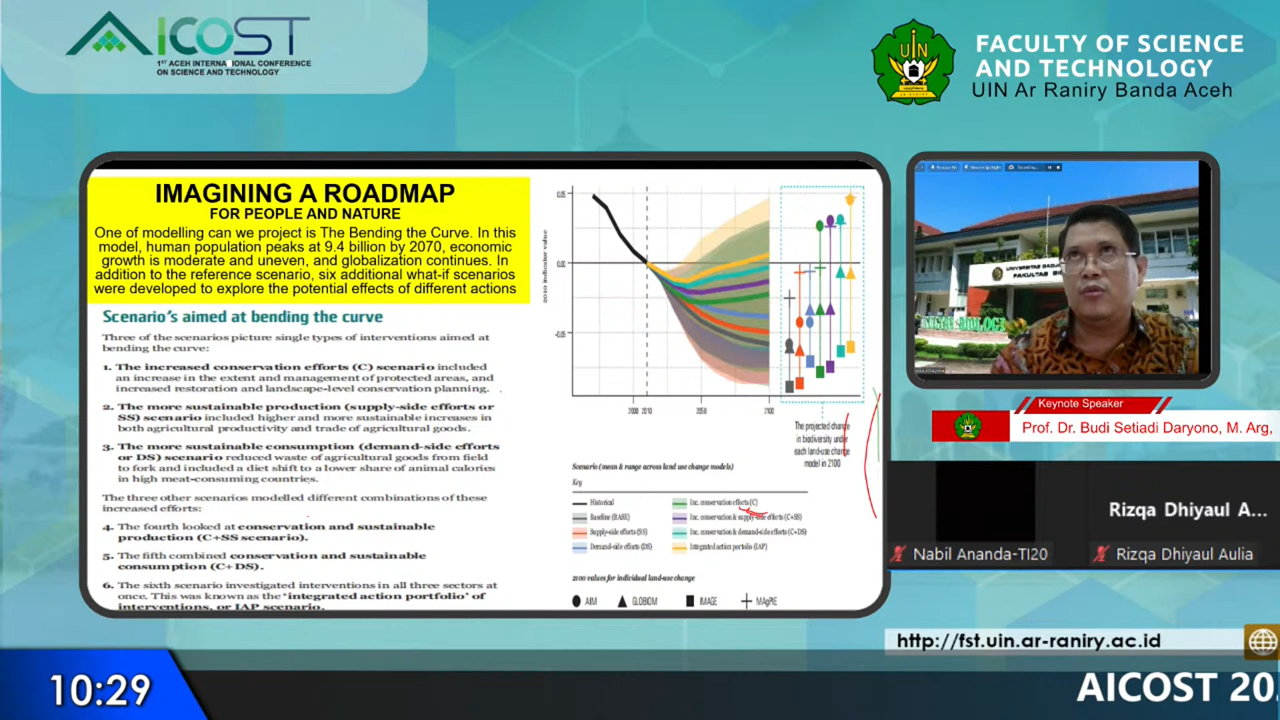 AICOST
1ST ACEH INTERNATIONAL CONFERENCE
ON SCIENCE AND TECHNOLOGY
UIN
FACULTY OF SCIENCE
AND TECHNOLOGY
UIN Ar Raniry Banda Aceh
IMAGINING A ROADMAP
FOR PEOPLE AND NATURE
One of modelling can we project is The Bending the Curve. In this
model, human population peaks at 9.4 billion by 2070, economic
growth is moderate and uneven, and globalization continues. In
addition to the reference scenario, six additional what-if scenarios
were developed to explore the potential effects of different actions
Scenario's aimed at bending the curve
Three of the scenarios picture single types of interventions aimed at
bending the curve:
1. The increased conservation efforts (C) scenario included
an increase in the extent and management of protected areas, and
increased restoration and landscape-level conservation planning.
2. The more sustainable production (supply-side efforts or
SS) scenario included higher and more sustainable increases in
both agricultural productivity and trade of agricultural goods.
3. The more sustainable consumption (demand-side efforts
or DS) scenario reduced waste of agricultural goods from field
to fork and included a diet shift to a lower share of animal calories
in high meat-consuming countries.
The three other scenarios modelled different combinations of these
increased efforts:
4. The fourth looked at conservation and sustainable
production (C+SS scenario).
5. The fifth combined conservation and sustainable
consumption (C+DS).
6. The sixth scenario investigated interventions in all three sectors at
once. This was known as the 'integrated action portfolio' of
interventions, or IAP scenario.
0.05
0.00
-0.05
2010 indicator value
2000 2010 2050 2100
The projected change
in biodiversity under
each land-use change
model in 2100
Scenario (mean & range across land use change models)
Key
Historical
Baseline (BASE)
Supply-side efforts (SS)
Demand-side efforts (DS)
Inc. conservation efforts (C)
Inc. conservation & supply-side efforts (C+SS)
Inc. conservation & demand-side efforts (C+DS)
Integrated action portfolio (IAP)
2100 values for individual land-use change
AIM GLOBIOM IMAGE MAgPIE
FAKULTAS
BIOLOGI
Keynote Speaker
Prof. Dr. Budi Setiadi Daryono, M. Arg,
Rizqa Dhiyaul A...
Nabil Ananda-TI20
Rizqa Dhiyaul Aulia
http://fst.uin.ar-raniry.ac.id
10:29
AICOST 20